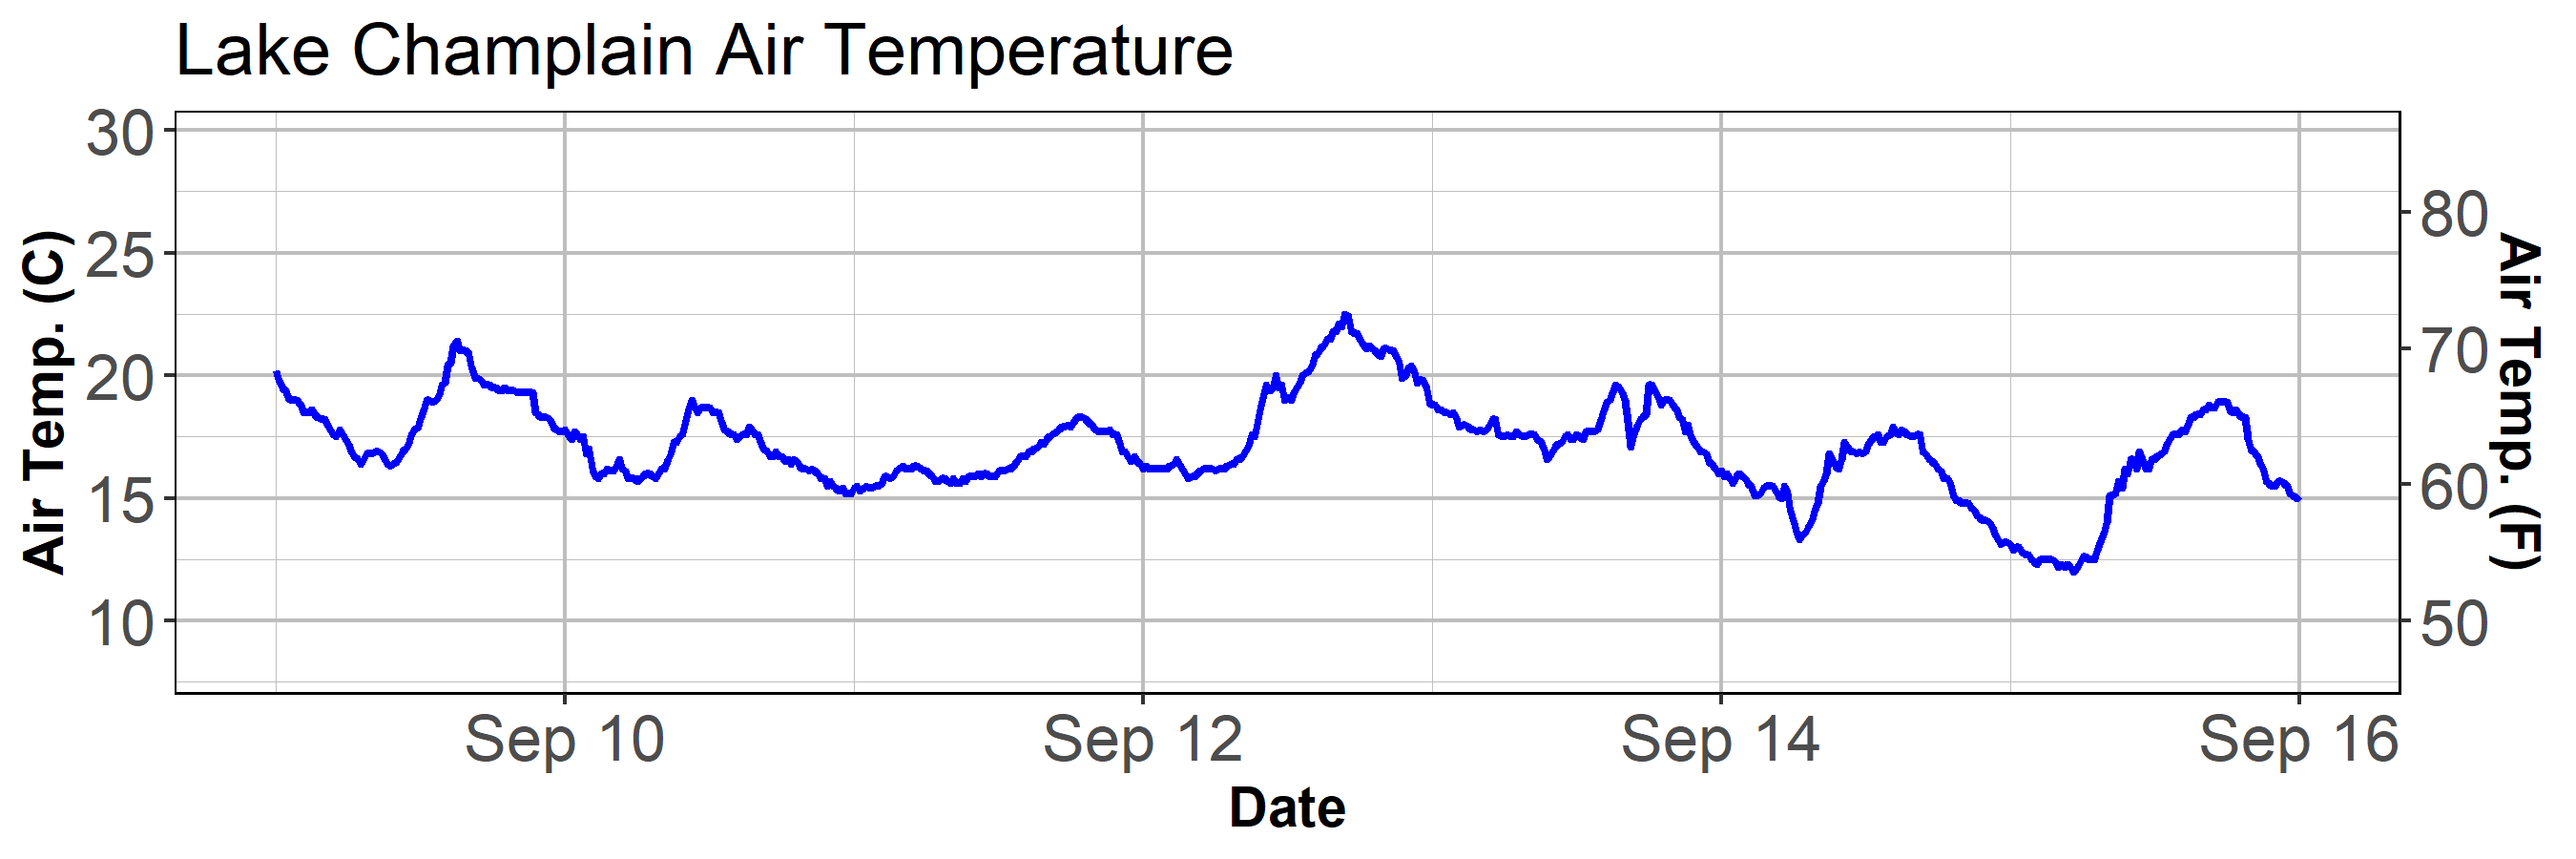 Lake Champlain Air Temperature
30
25
20
15
10
Air Temp. (C)
80
70
60
50
Air Temp. (F)
Sep 10
Sep 12
Sep 14
Sep 16
Date